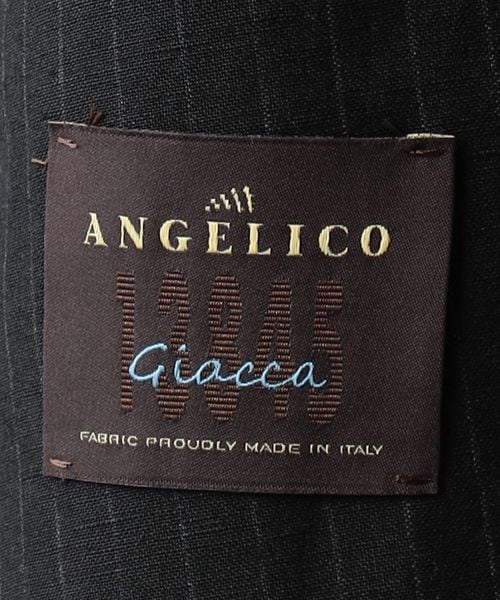 ANGELICO
Giacca
FABRIC PROUDLY MADE IN ITALY